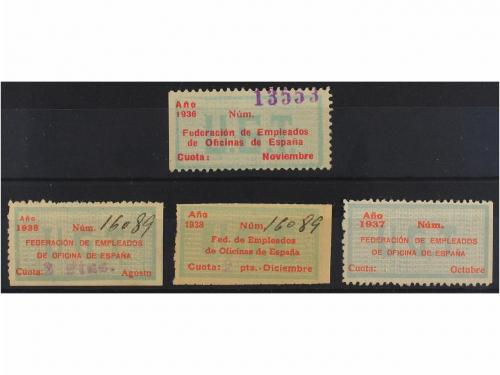 13553
Año
1936 Núm.
Federación de Empleados
de Oficinas de España
Cuota: Noviembre
U.G.T.
Año
1938 Núm. 16089
FEDERACIÓN DE EMPLEADOS
DE OFICINA DE ESPAÑA
Cuota: Agosto
Año
1938 Núm. 16089
Fed. de Empleados
de Oficinas de España
Cuota: pts.-Diciembre
Año
1937 Núm.
FEDERACIÓN DE EMPLEADOS
DE OFICINA DE ESPAÑA
Cuota: Octubre